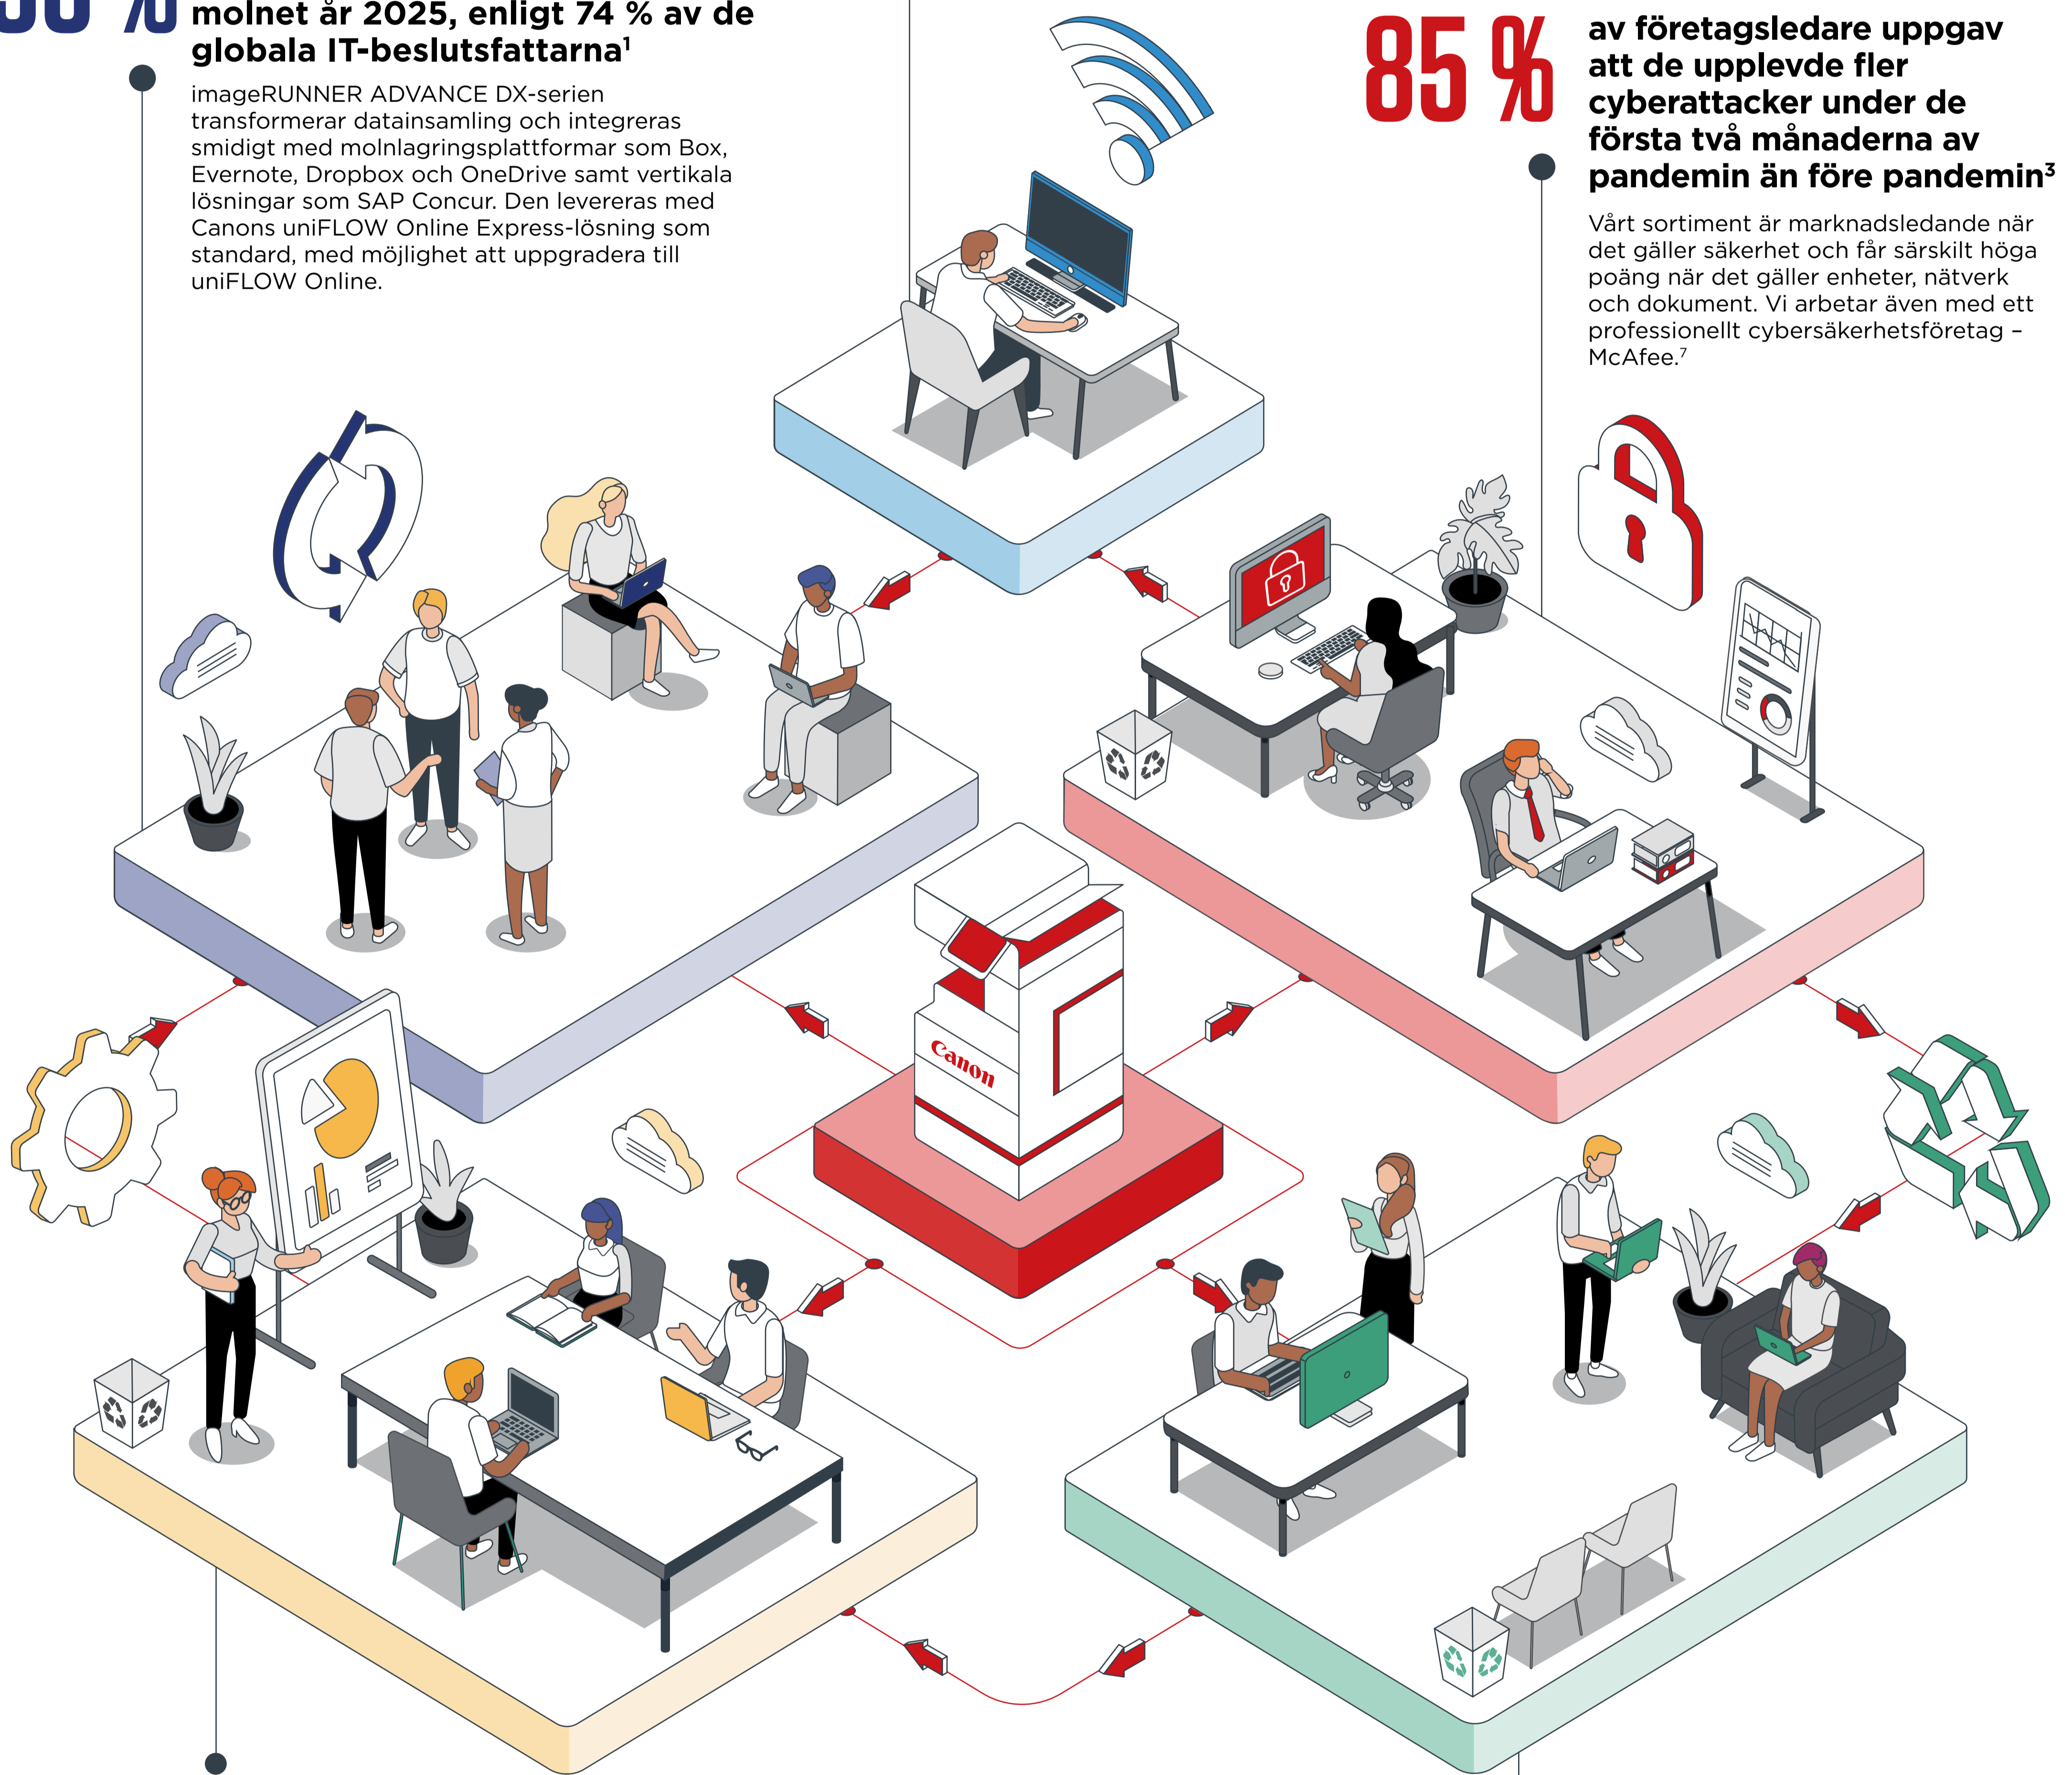 molnet år 2025, enligt 74 % av de
globala IT-beslutsfattarna¹
imageRUNNER ADVANCE DX-serien
transformerar datainsamling och integreras
smidigt med molnlagringsplattformar som Box,
Evernote, Dropbox och OneDrive samt vertikala
lösningar som SAP Concur. Den levereras med
Canons uniFLOW Online Express-lösning som
standard, med möjlighet att uppgradera till
uniFLOW Online.
85 %
av företagsledare uppgav
att de upplevde fler
cyberattacker under de
första två månaderna av
pandemin än före pandemin³
Vårt sortiment är marknadsledande när
det gäller säkerhet och får särskilt höga
poäng när det gäller enheter, nätverk
och dokument. Vi arbetar även med ett
professionellt cybersäkerhetsföretag –
McAfee.⁷
Canon